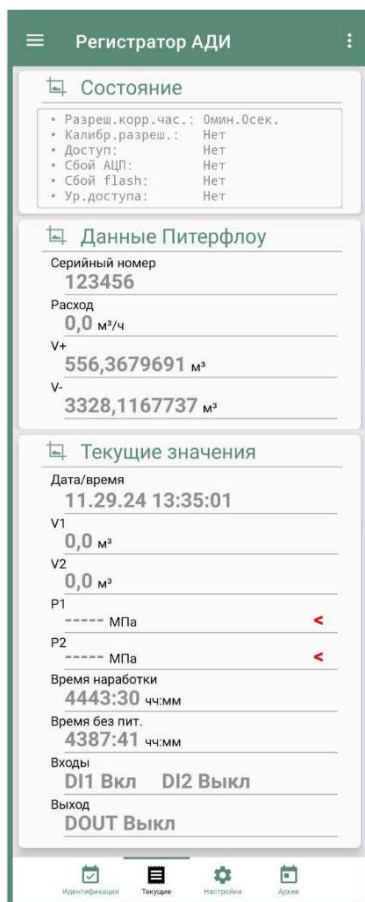 Регистратор АДИ
Состояние
• Разреш.корр.час.: 0мин.0сек.
• Калибр.разреш.: Нет
• Доступ: Нет
• Сбой АЦП: Нет
• Сбой flash: Нет
• Ур.доступа: Нет
Данные Питерфлоу
Серийный номер
123456
Расход
0,0 м³/ч
V+
556,3679691 м³
V-
3328,1167737 м³
Текущие значения
Дата/время
11.29.24 13:35:01
V1
0,0 м³
V2
0,0 м³
P1
----- МПа <
P2
----- МПа <
Время наработки
4443:30 чч:мм
Время без пит.
4387:41 чч:мм
Входы
DI1 Вкл DI2 Выкл
Выход
DOUT Выкл
Идентификация Текущие Настройки Архив